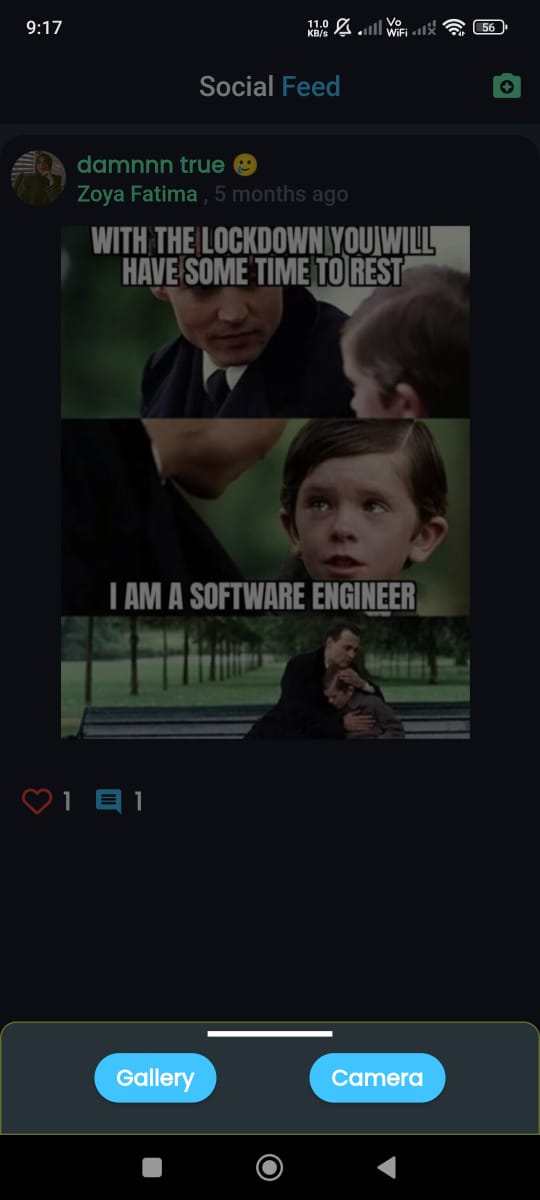 9:17
11.0 KB/s
Vo WiFi
56
Social Feed
damnnn true 🥲
Zoya Fatima , 5 months ago
WITH THE LOCKDOWN YOU WILL
HAVE SOME TIME TO REST
I AM A SOFTWARE ENGINEER
1 1
Gallery Camera